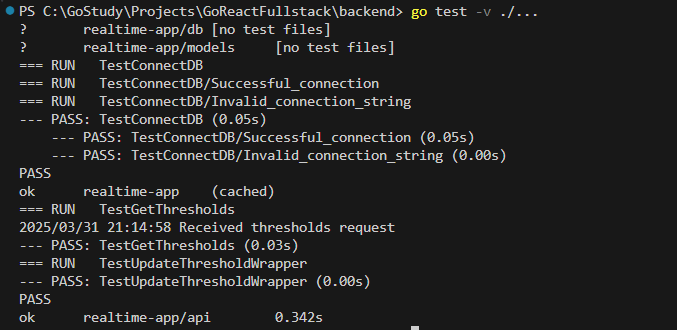 PS C:\GoStudy\Projects\GoReactFullstack\backend> go test -v ./...
?       realtime-app/db [no test files]
?       realtime-app/models     [no test files]
=== RUN   TestConnectDB
=== RUN   TestConnectDB/Successful_connection
=== RUN   TestConnectDB/Invalid_connection_string
--- PASS: TestConnectDB (0.05s)
    --- PASS: TestConnectDB/Successful_connection (0.05s)
    --- PASS: TestConnectDB/Invalid_connection_string (0.00s)
PASS
ok      realtime-app    (cached)
=== RUN   TestGetThresholds
2025/03/31 21:14:58 Received thresholds request
--- PASS: TestGetThresholds (0.03s)
=== RUN   TestUpdateThresholdWrapper
--- PASS: TestUpdateThresholdWrapper (0.00s)
PASS
ok      realtime-app/api        0.342s